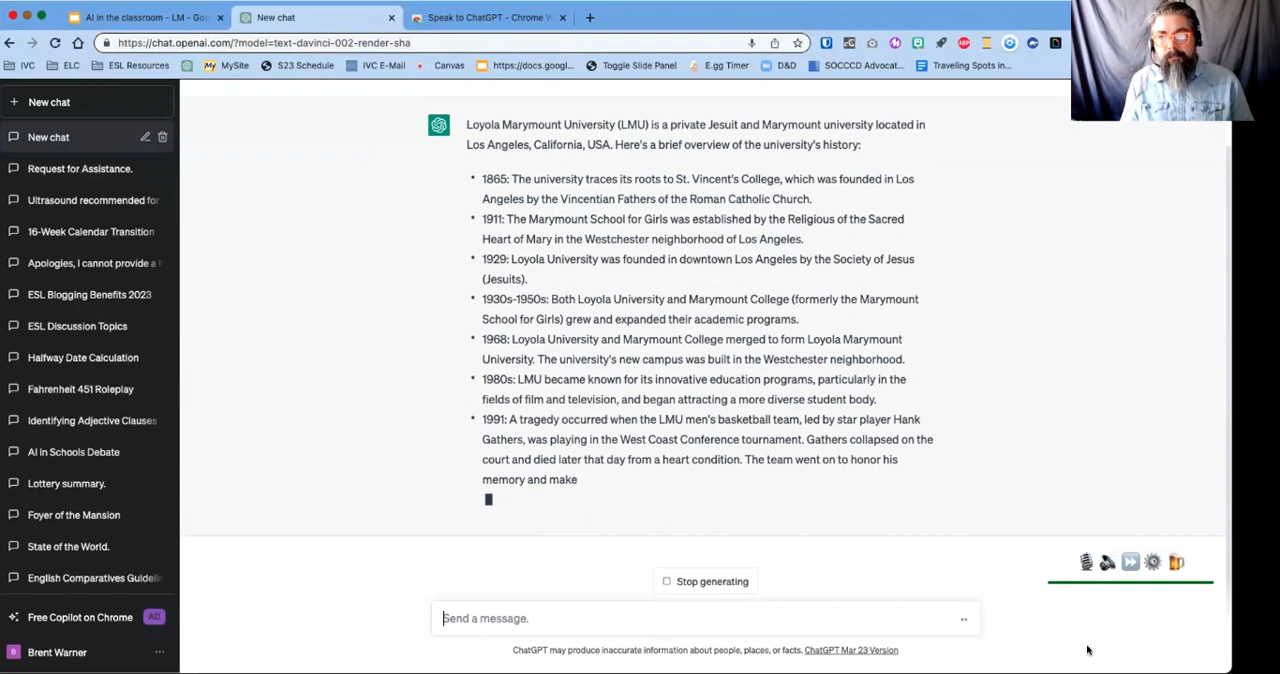 AI in the classroom - LM - Goo
New chat
Speak to ChatGPT - Chrome W
https://chat.openai.com/?model=text-davinci-002-render-sha
IVC
ELC
ESL Resources
MySite
S23 Schedule
IVC E-Mail
Canvas
https://docs.googl...
Toggle Slide Panel
E.gg Timer
D&D
SOCCCD Advocat...
Traveling Spots in...
New chat
New chat
Request for Assistance.
Ultrasound recommended for
16-Week Calendar Transition
Apologies, I cannot provide a t
ESL Blogging Benefits 2023
ESL Discussion Topics
Halfway Date Calculation
Fahrenheit 451 Roleplay
Identifying Adjective Clauses
AI in Schools Debate
Lottery summary.
Foyer of the Mansion
State of the World.
English Comparatives Guidelin
Free Copilot on Chrome AD
B Brent Warner
Loyola Marymount University (LMU) is a private Jesuit and Marymount university located in
Los Angeles, California, USA. Here's a brief overview of the university's history:
• 1865: The university traces its roots to St. Vincent's College, which was founded in Los
Angeles by the Vincentian Fathers of the Roman Catholic Church.
• 1911: The Marymount School for Girls was established by the Religious of the Sacred
Heart of Mary in the Westchester neighborhood of Los Angeles.
• 1929: Loyola University was founded in downtown Los Angeles by the Society of Jesus
(Jesuits).
• 1930s-1950s: Both Loyola University and Marymount College (formerly the Marymount
School for Girls) grew and expanded their academic programs.
• 1968: Loyola University and Marymount College merged to form Loyola Marymount
University. The university's new campus was built in the Westchester neighborhood.
• 1980s: LMU became known for its innovative education programs, particularly in the
fields of film and television, and began attracting a more diverse student body.
• 1991: A tragedy occurred when the LMU men's basketball team, led by star player Hank
Gathers, was playing in the West Coast Conference tournament. Gathers collapsed on the
court and died later that day from a heart condition. The team went on to honor his
memory and make
Stop generating
Send a message.
ChatGPT may produce inaccurate information about people, places, or facts. ChatGPT Mar 23 Version